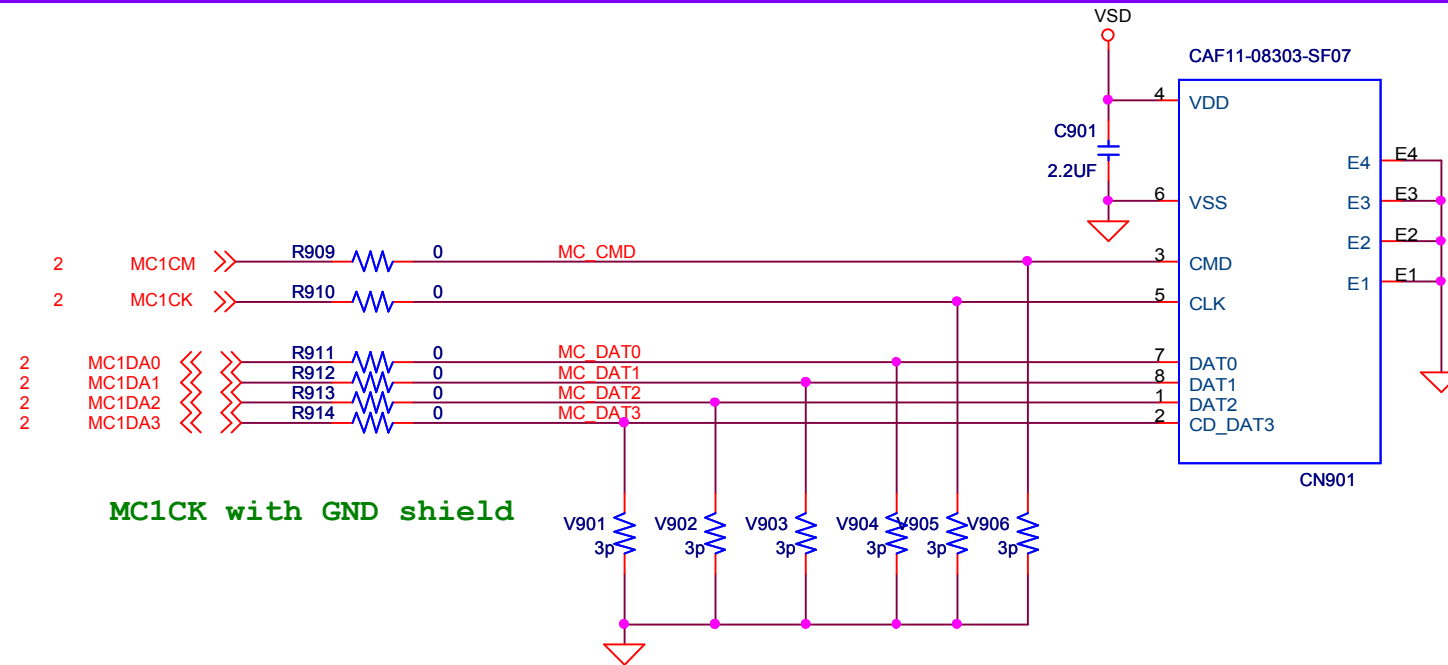 VSD
CAF11-08303-SF07
4 VDD
C901
2.2UF
E4 E4
6 VSS
E3 E3
E2 E2
E1 E1
2 MC1CM R909 0 MC_CMD 3 CMD
2 MC1CK R910 0 5 CLK
2 MC1DA0 R911 0 MC_DAT0 7 DAT0
2 MC1DA1 R912 0 MC_DAT1 8 DAT1
2 MC1DA2 R913 0 MC_DAT2 1 DAT2
2 MC1DA3 R914 0 MC_DAT3 2 CD_DAT3
CN901
MC1CK with GND shield
V901 V902 V903 V904 V905 V906
3p 3p 3p 3p 3p 3p